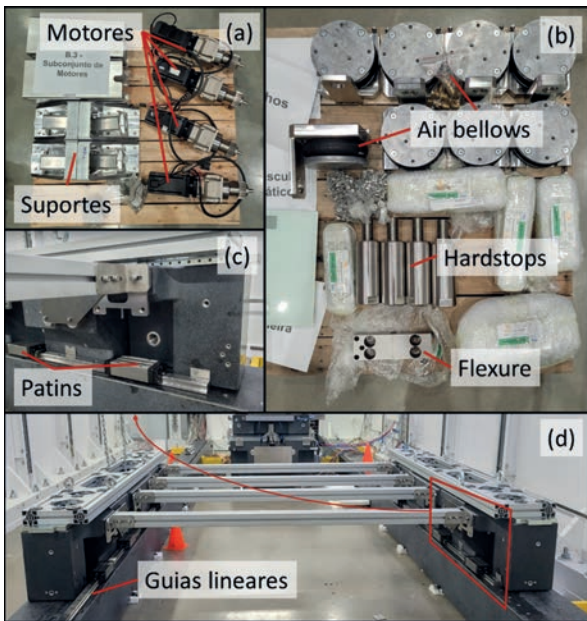 (a)
Motores
B.3 -
Subconjunto de
Motores
Suportes
(b)
Air bellows
Hardstops
Flexure
(c)
Patins
(d)
Guias lineares